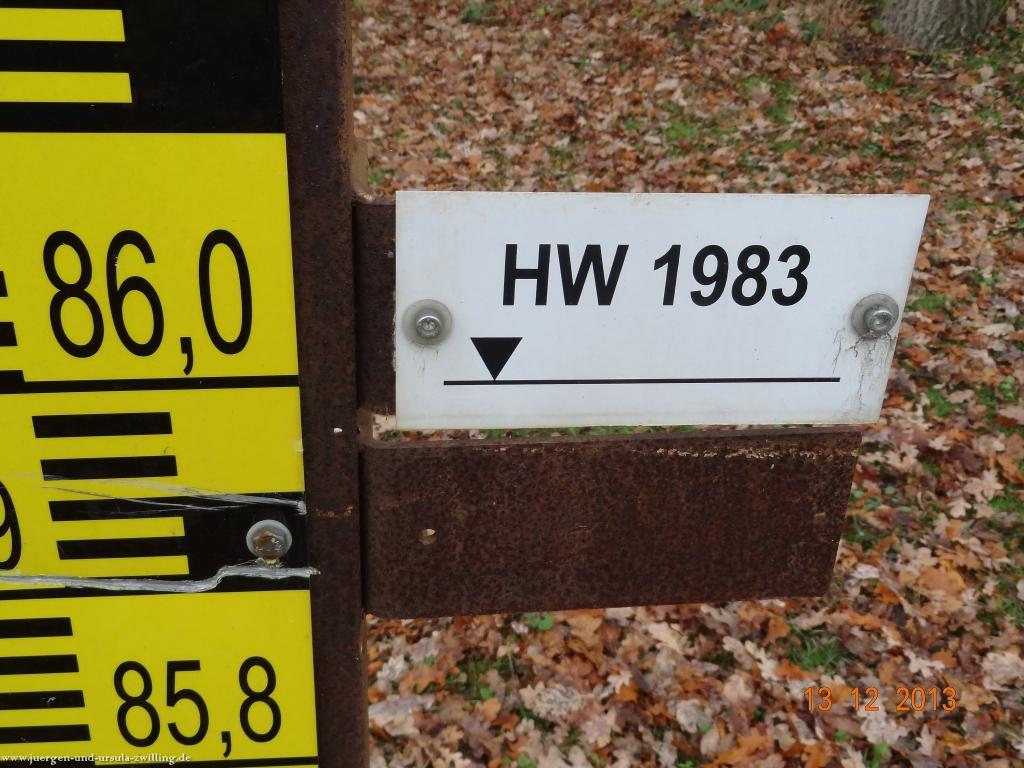 86,0
HW 1983
9
85,8
13 12 2013
www.juergen-und-ursula-zwilling.de